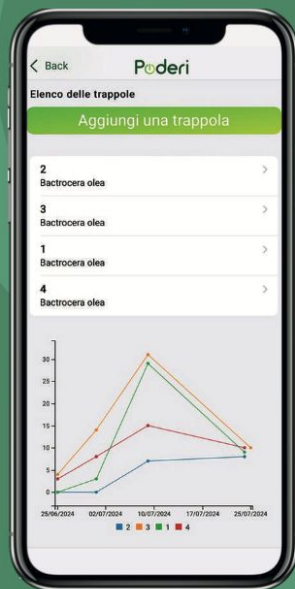 Back
Poderi
Elenco delle trappole
Aggiungi una trappola
2
Bactrocera olea
3
Bactrocera olea
1
Bactrocera olea
4
Bactrocera olea
30
25
20
15
10
5
0
25/06/2024 02/07/2024 10/07/2024 17/07/2024 25/07/2024
2 3 1 4